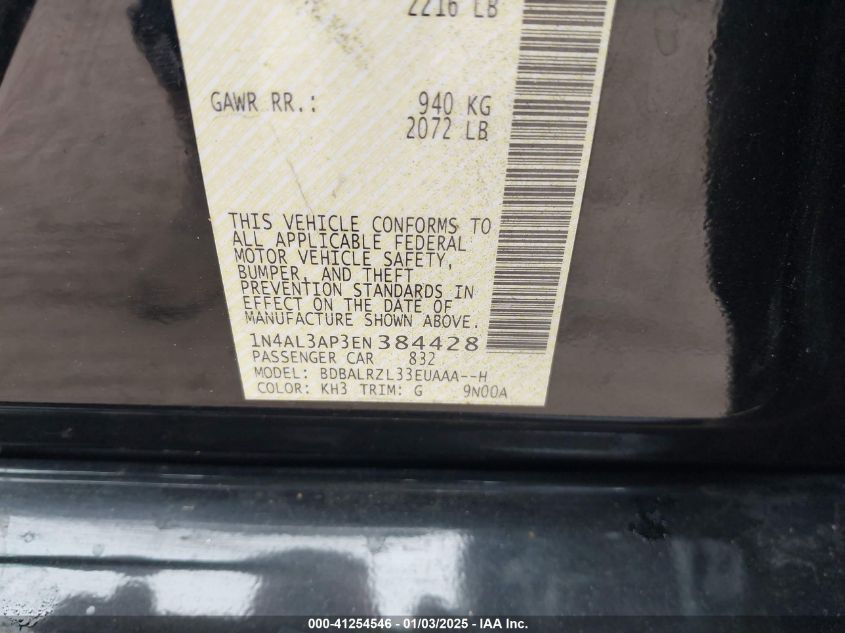 2216 LB
GAWR RR.: 940 KG
2072 LB
THIS VEHICLE CONFORMS TO
ALL APPLICABLE FEDERAL
MOTOR VEHICLE SAFETY,
BUMPER, AND THEFT
PREVENTION STANDARDS IN
EFFECT ON THE DATE OF
MANUFACTURE SHOWN ABOVE.
1N4AL3AP3EN384428
PASSENGER CAR 832
MODEL: BDBALRZL33EUAAA--H
COLOR: KH3 TRIM: G 9N00A
000-41254546 - 01/03/2025 - IAA Inc.